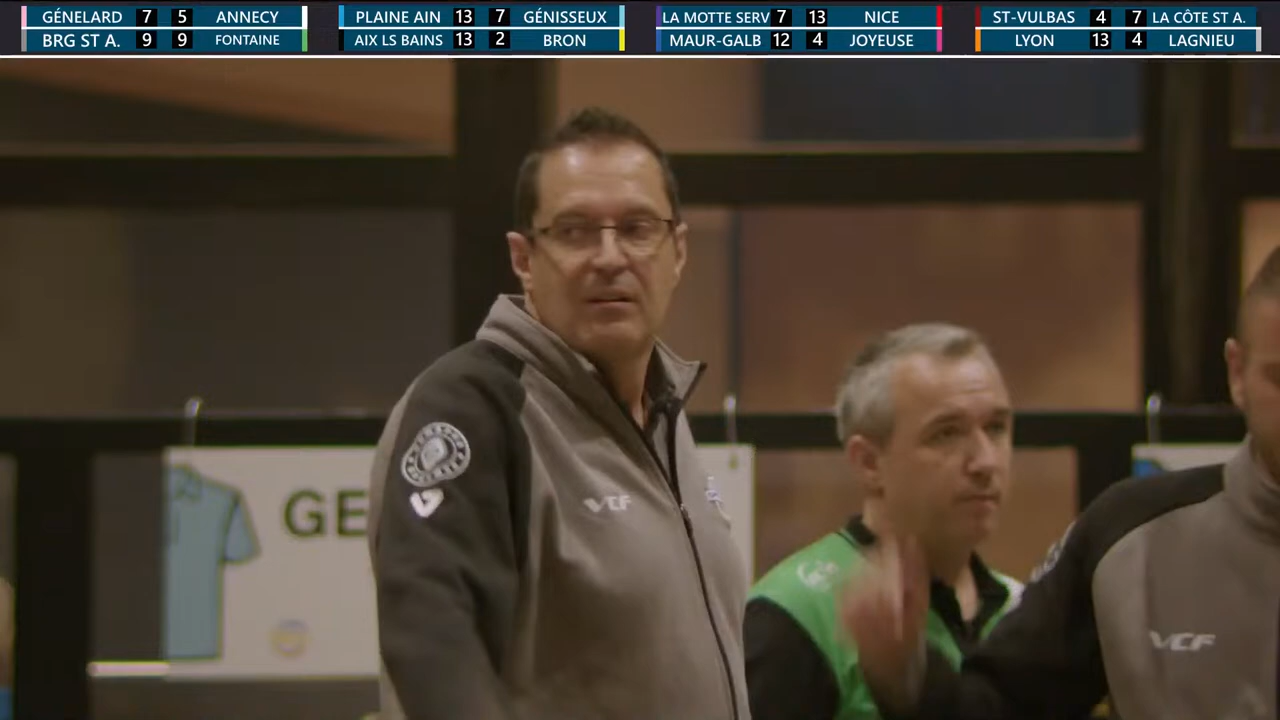 GÉNELARD 7 5 ANNECY
BRG ST A. 9 9 FONTAINE
PLAINE AIN 13 7 GÉNISSEUX
AIX LS BAINS 13 2 BRON
LA MOTTE SERV 7 13 NICE
MAUR-GALB 12 4 JOYEUSE
ST-VULBAS 4 7 LA CÔTE ST A.
LYON 13 4 LAGNIEU
GE
VCF
VCF